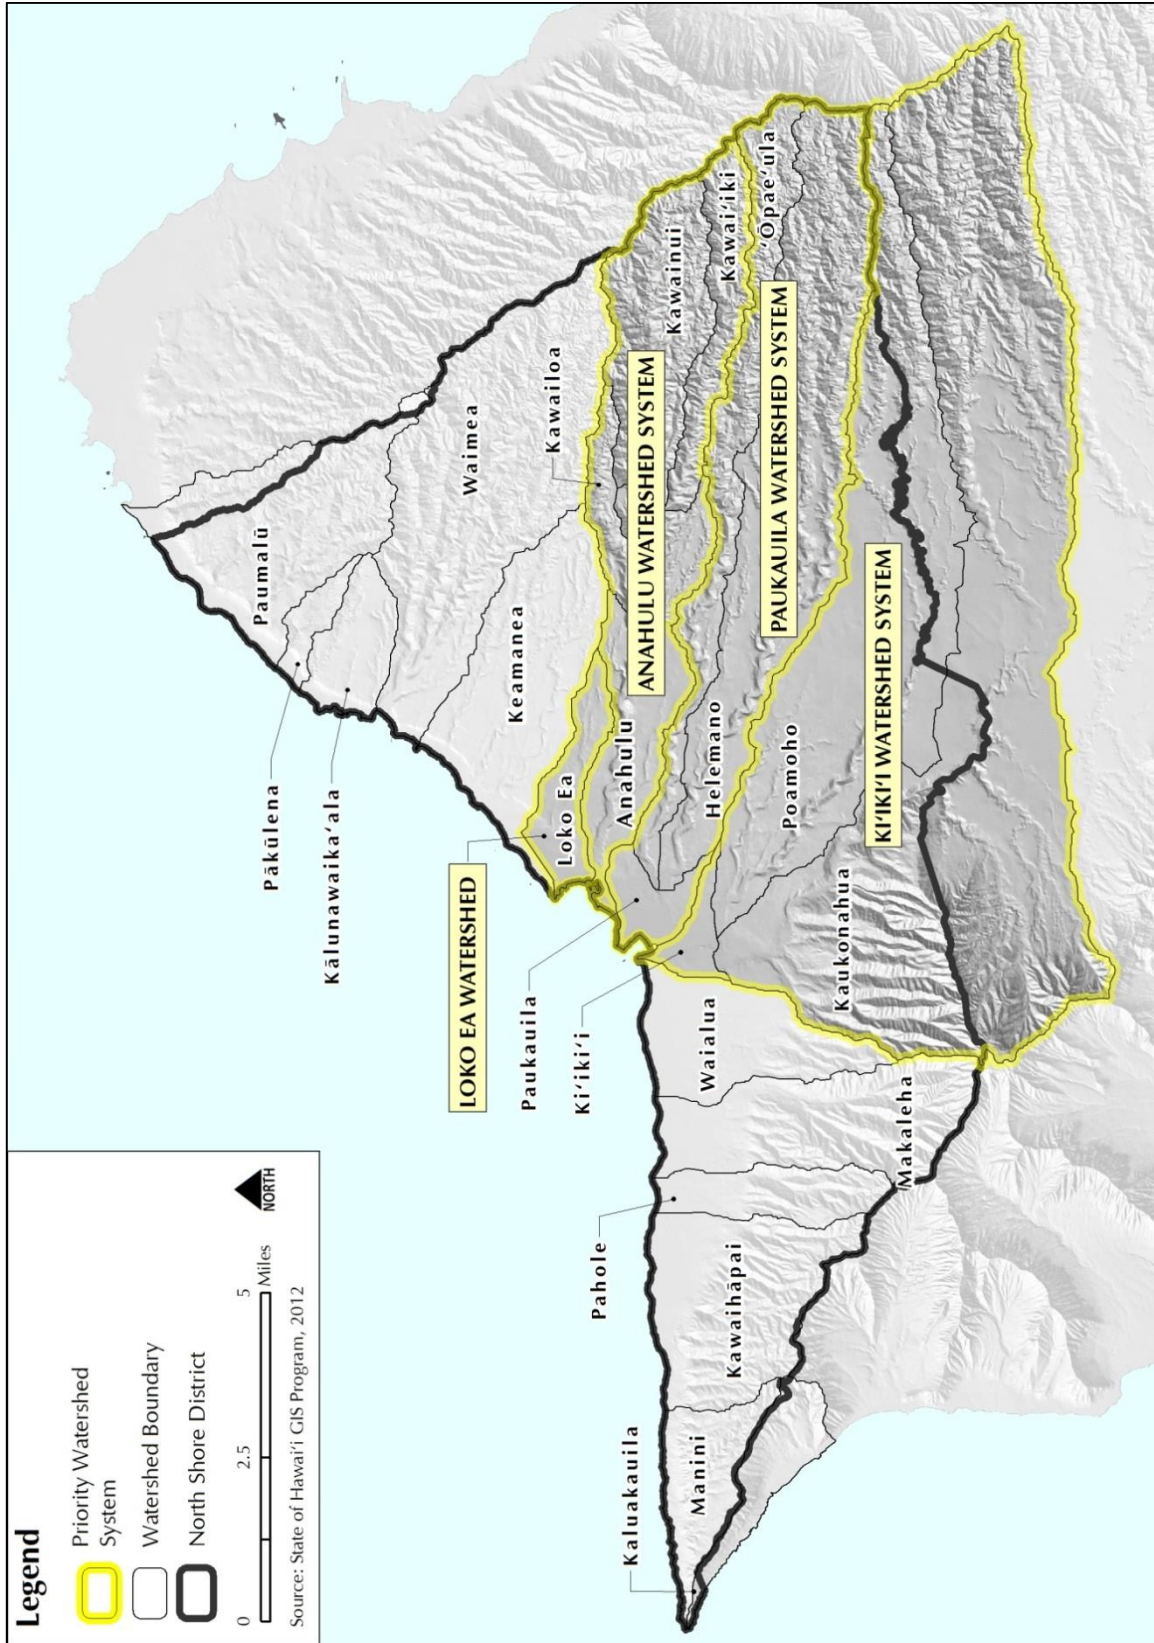 Legend
Priority Watershed
System
Watershed Boundary
North Shore District
0
2.5
5
Miles
NORTH
Source: State of Hawai‘i GIS Program, 2012
Paumalū
Pākūlena
Kālunawaika‘ala
Waimea
Keamanea
Kawailoa
LOKO EA WATERSHED
Loko Ea
ANAHULU WATERSHED SYSTEM
Anahulu
Kawainui
Kawai‘iki
‘Ōpae‘ula
PAUKAUILA WATERSHED SYSTEM
Paukauila
Helemano
Ki‘iki‘i
Poamoho
KI‘IKI‘I WATERSHED SYSTEM
Kaukonahua
Waialua
Makaleha
Pahole
Kawaihāpai
Manini
Kaluakauila